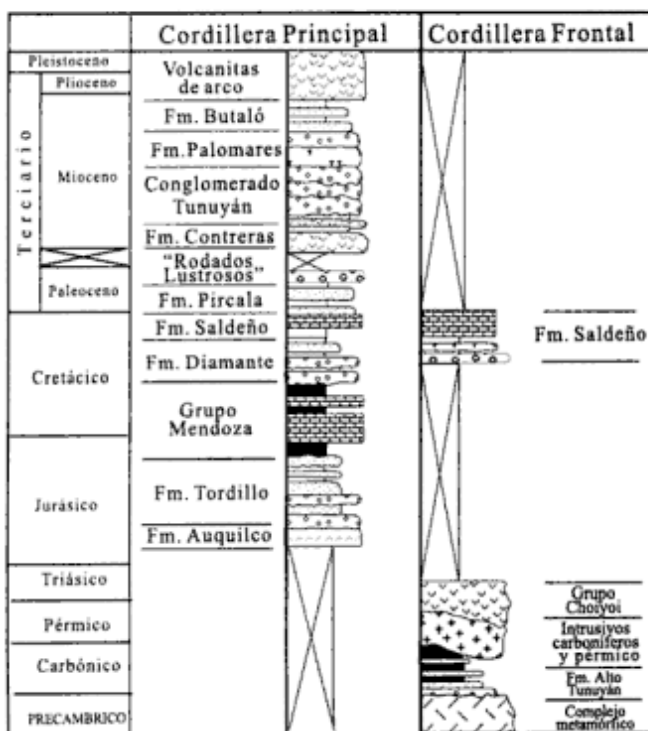 Cordillera Principal
Cordillera Frontal
Pleistoceno
Terciario
Plioceno
Mioceno
Paleoceno
Cretácico
Jurásico
Triásico
Pérmico
Carbónico
PRECAMBRICO
Volcanitas
de arco
Fm. Butaló
Fm. Palomares
Conglomerado
Tunuyán
Fm. Contreras
"Rodados
Lustrosos"
Fm. Pircala
Fm. Saldeño
Fm. Diamante
Grupo
Mendoza
Fm. Tordillo
Fm. Auquilco
Fm. Saldeño
Grupo
Choiyoi
Intrusivos
carboníferos
y pérmico
Fm. Alto
Tunuyán
Complejo
metamórfico